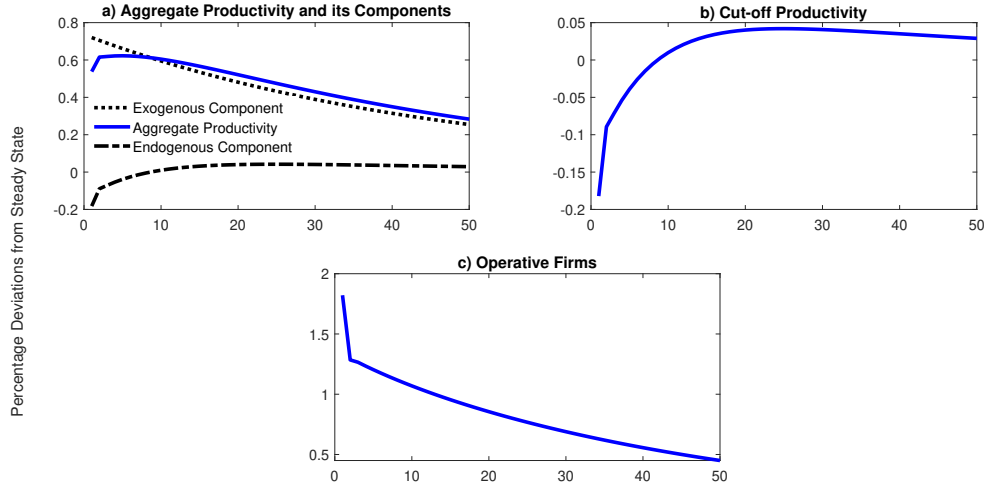 a) Aggregate Productivity and its Components
0.8
0.6
0.4
0.2
0
-0.2
Exogenous Component
Aggregate Productivity
Endogenous Component
0 10 20 30 40 50
b) Cut-off Productivity
0.05
0
-0.05
-0.1
-0.15
-0.2
0 10 20 30 40 50
Percentage Deviations from Steady State
c) Operative Firms
2
1.5
1
0.5
0 10 20 30 40 50